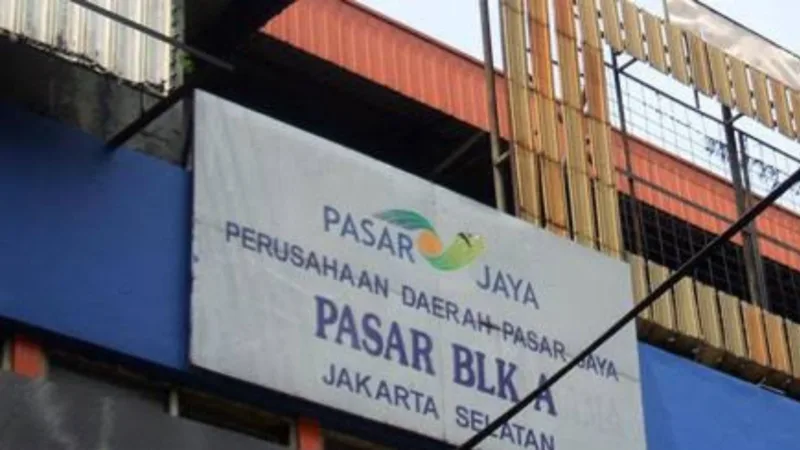 PASAR JAYA
PERUSAHAAN DAERAH PASAR JAYA
PASAR BLK A
JAKARTA SELATAN